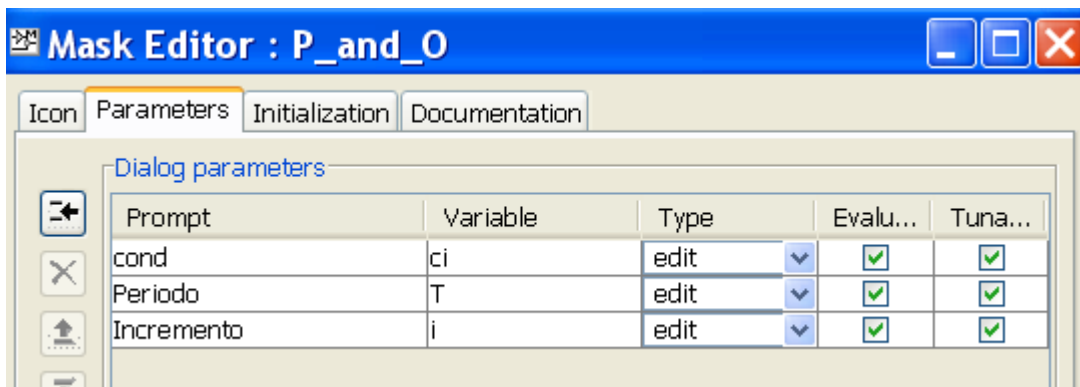 Mask Editor : P_and_O
Icon Parameters Initialization Documentation
Dialog parameters
Prompt Variable Type Evalu... Tuna...
cond ci edit
Periodo T edit
Incremento i edit